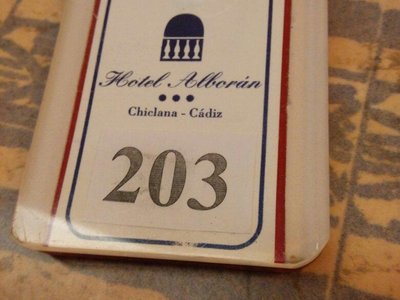 Hotel Alborán
Chiclana - Cádiz
203